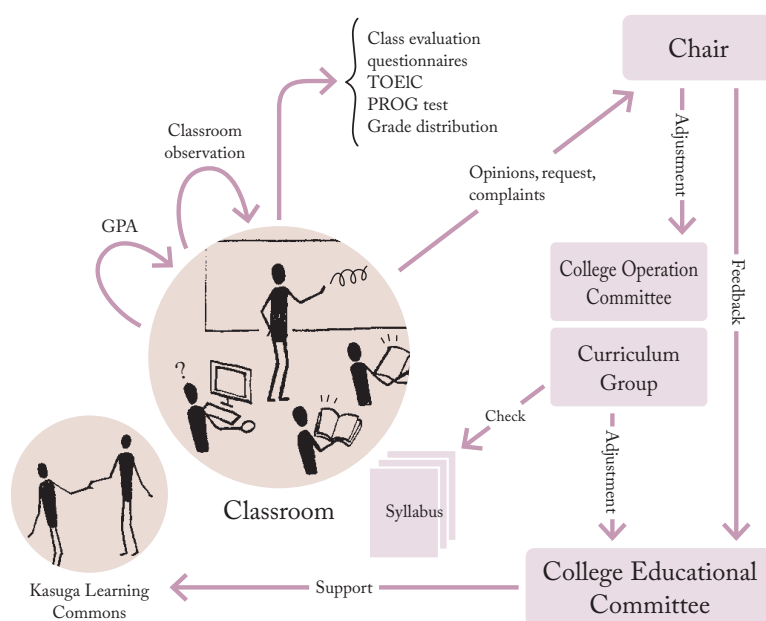 Class evaluation
questionnaires
TOEIC
PROG test
Grade distribution
Chair
Classroom
observation
GPA
Opinions, request,
complaints
Adjustment
Feedback
College Operation
Committee
Curriculum
Group
?
Check
Adjustment
Syllabus
Classroom
College Educational
Committee
Support
Kasuga Learning
Commons